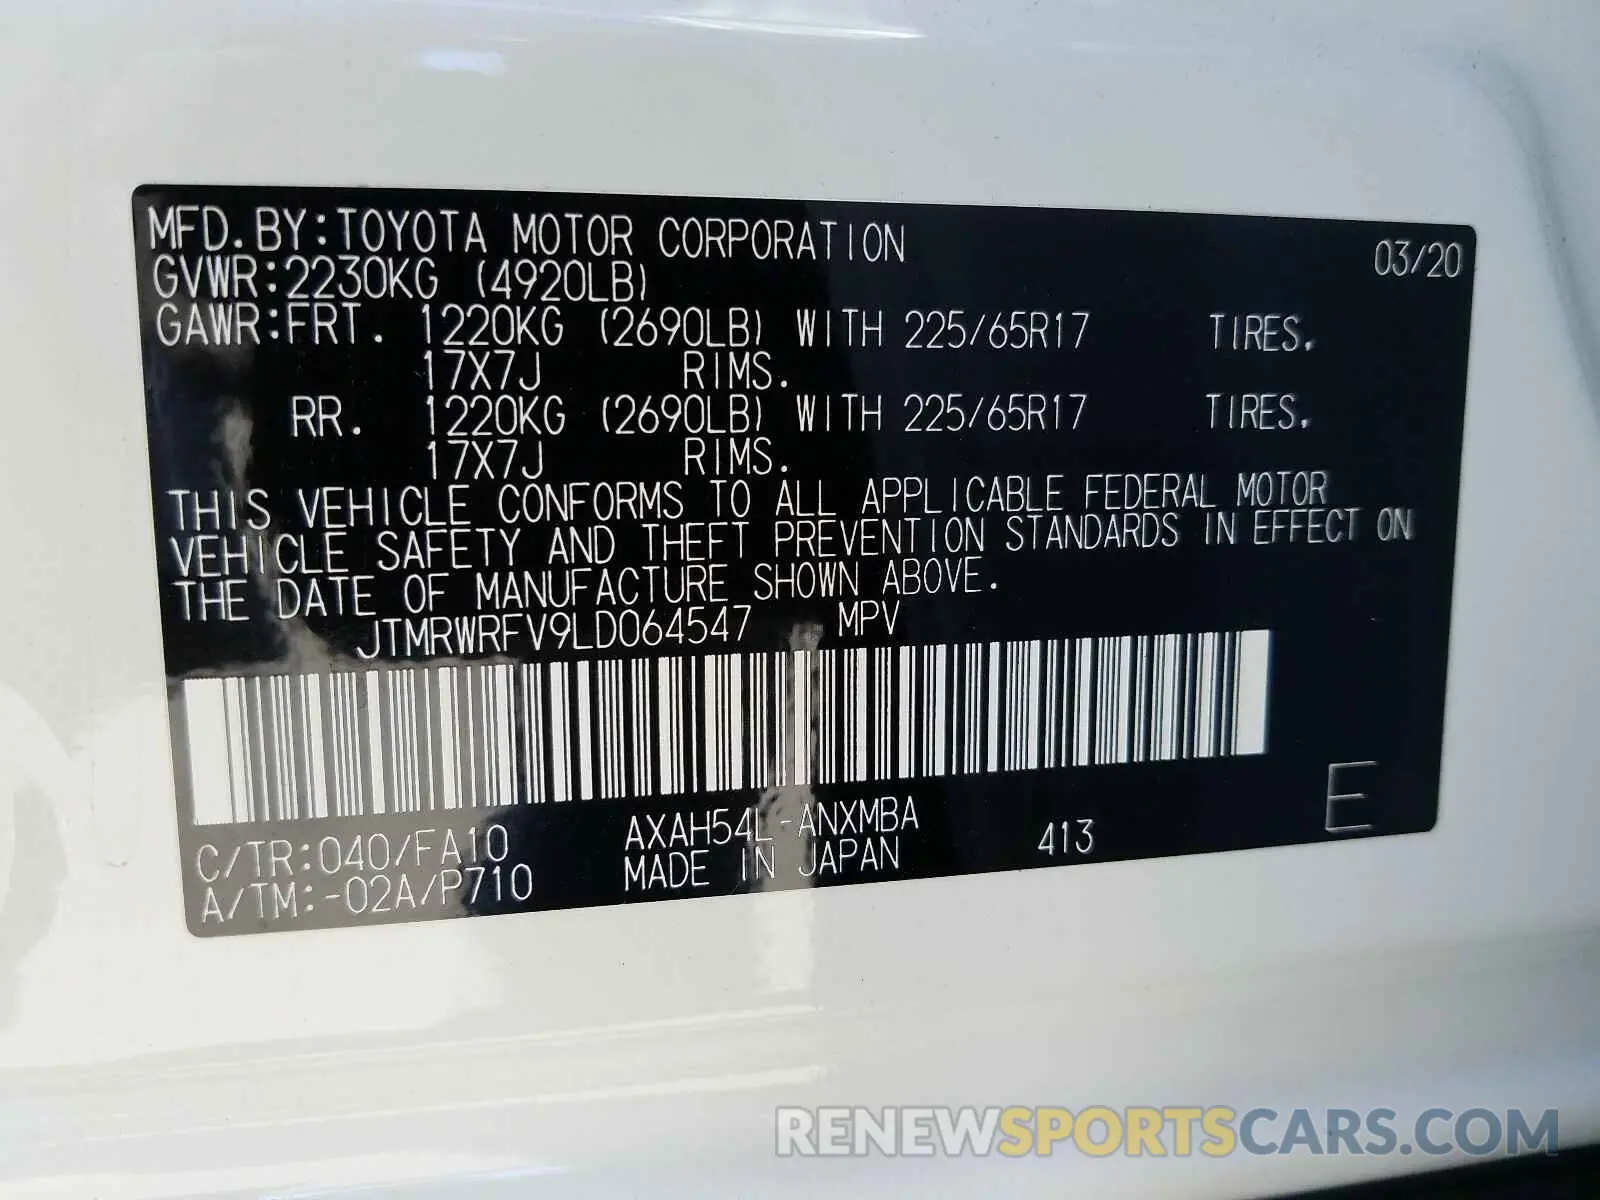 MFD. BY: TOYOTA MOTOR CORPORATION 03/20
GVWR: 2230KG (4920LB)
GAWR: FRT. 1220KG (2690LB) WITH 225/65R17 TIRES.
17X7J RIMS.
RR. 1220KG (2690LB) WITH 225/65R17 TIRES.
17X7J RIMS.
THIS VEHICLE CONFORMS TO ALL APPLICABLE FEDERAL MOTOR
VEHICLE SAFETY AND THEFT PREVENTION STANDARDS IN EFFECT ON
THE DATE OF MANUFACTURE SHOWN ABOVE.
JTMRWRFV9LD064547 MPV
E
C/TR: 040/FA10 AXAH54L-ANXMBA 413
A/TM: -02A/P710 MADE IN JAPAN
RENEWSPORTSCARS.COM